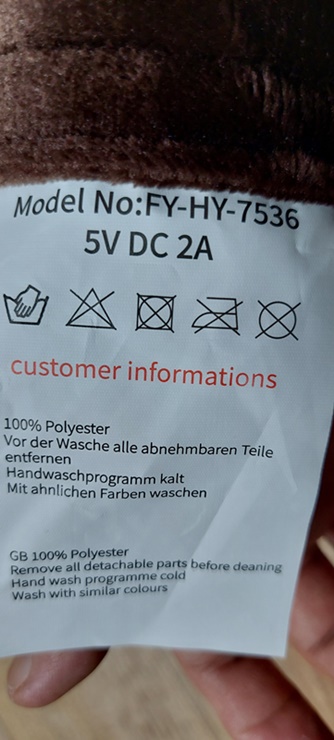 Model No:FY-HY-7536
5V DC 2A
customer informations
100% Polyester
Vor der Wasche alle abnehmbaren Teile
entfernen
Handwaschprogramm kalt
Mit ahnlichen Farben waschen
GB 100% Polyester
Remove all detachable parts before deaning
Hand wash programme cold
Wash with similar colours